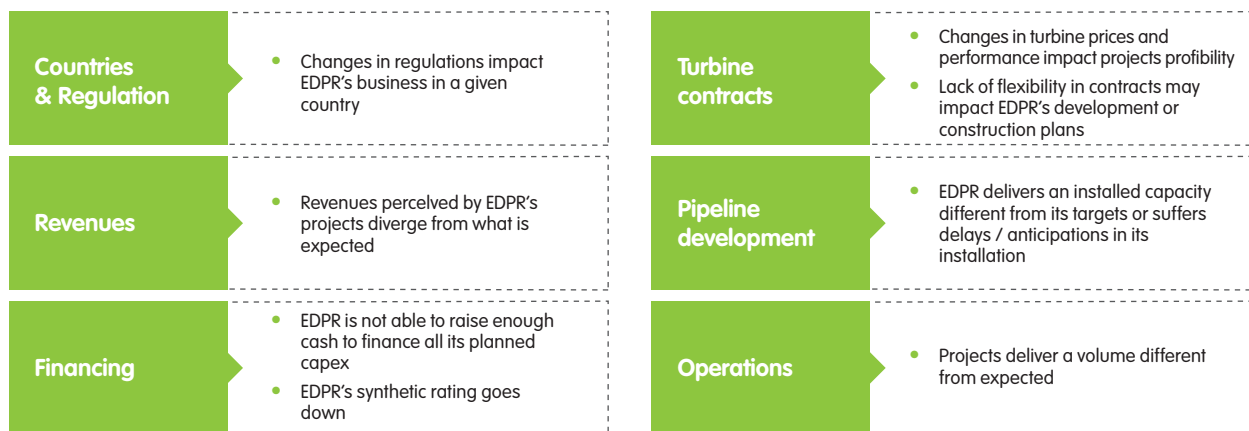 Countries
& Regulation
• Changes in regulations impact
EDPR's business in a given
country
Revenues
• Revenues perceived by EDPR's
projects diverge from what is
expected
Financing
• EDPR is not able to raise enough
cash to finance all its planned
capex
• EDPR's synthetic rating goes
down
Turbine
contracts
• Changes in turbine prices and
performance impact projects profibility
• Lack of flexibility in contracts may
impact EDPR's development or
construction plans
Pipeline
development
• EDPR delivers an installed capacity
different from its targets or suffers
delays / anticipations in its
installation
Operations
• Projects deliver a volume different
from expected